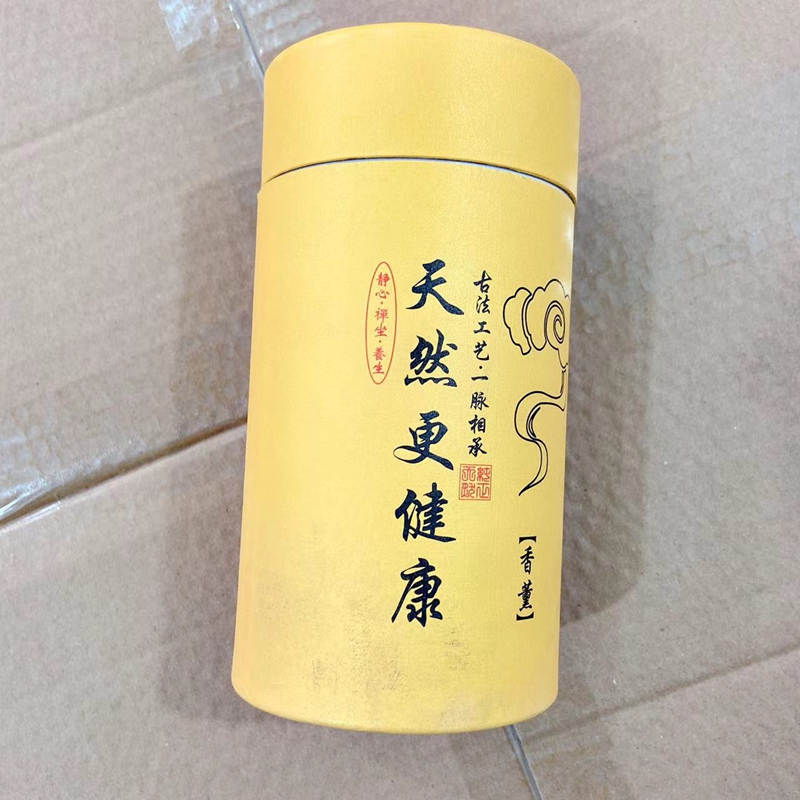 古法工艺·一脉相承
天然更健康
静心·禅坐·養生
【香薰】